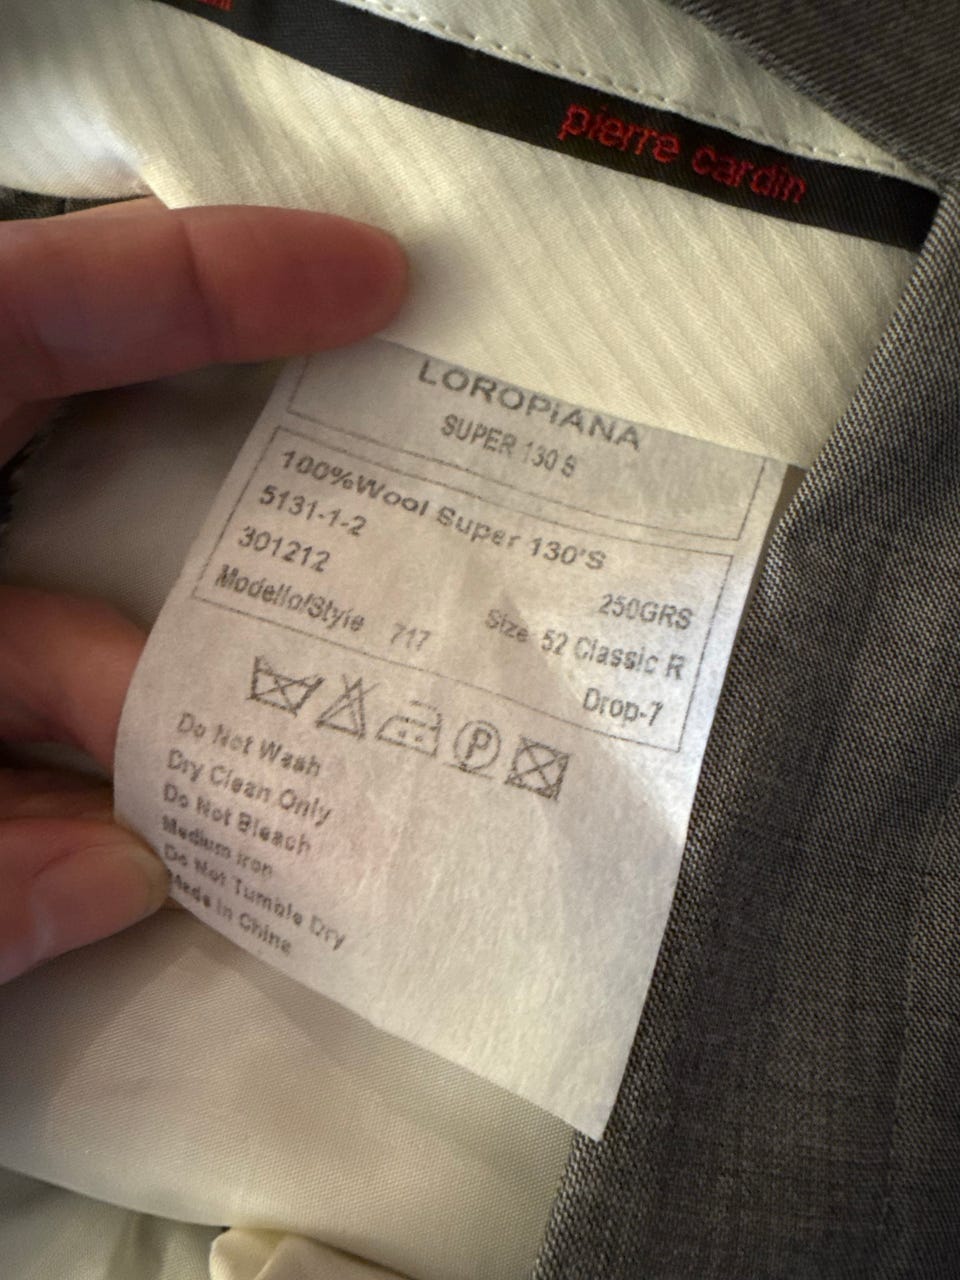 pierre cardin
LOROPIANA
SUPER 130 S
100%Wool Super 130'S
5131-1-2
250GRS
301212
Size 52 Classic R
Modello/Style 717
Drop-7
P
Do Not Wash
Dry Clean Only
Do Not Bleach
Medium Iron
Do Not Tumble Dry
Made In China